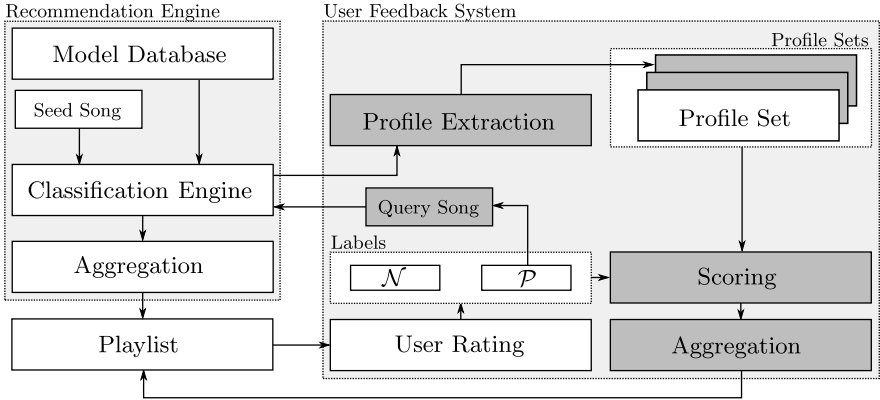 Recommendation Engine
Model Database
Seed Song
Classification Engine
Aggregation
Playlist
User Feedback System
Profile Sets
Profile Extraction
Profile Set
Query Song
Labels
𝒩
𝒫
Scoring
User Rating
Aggregation